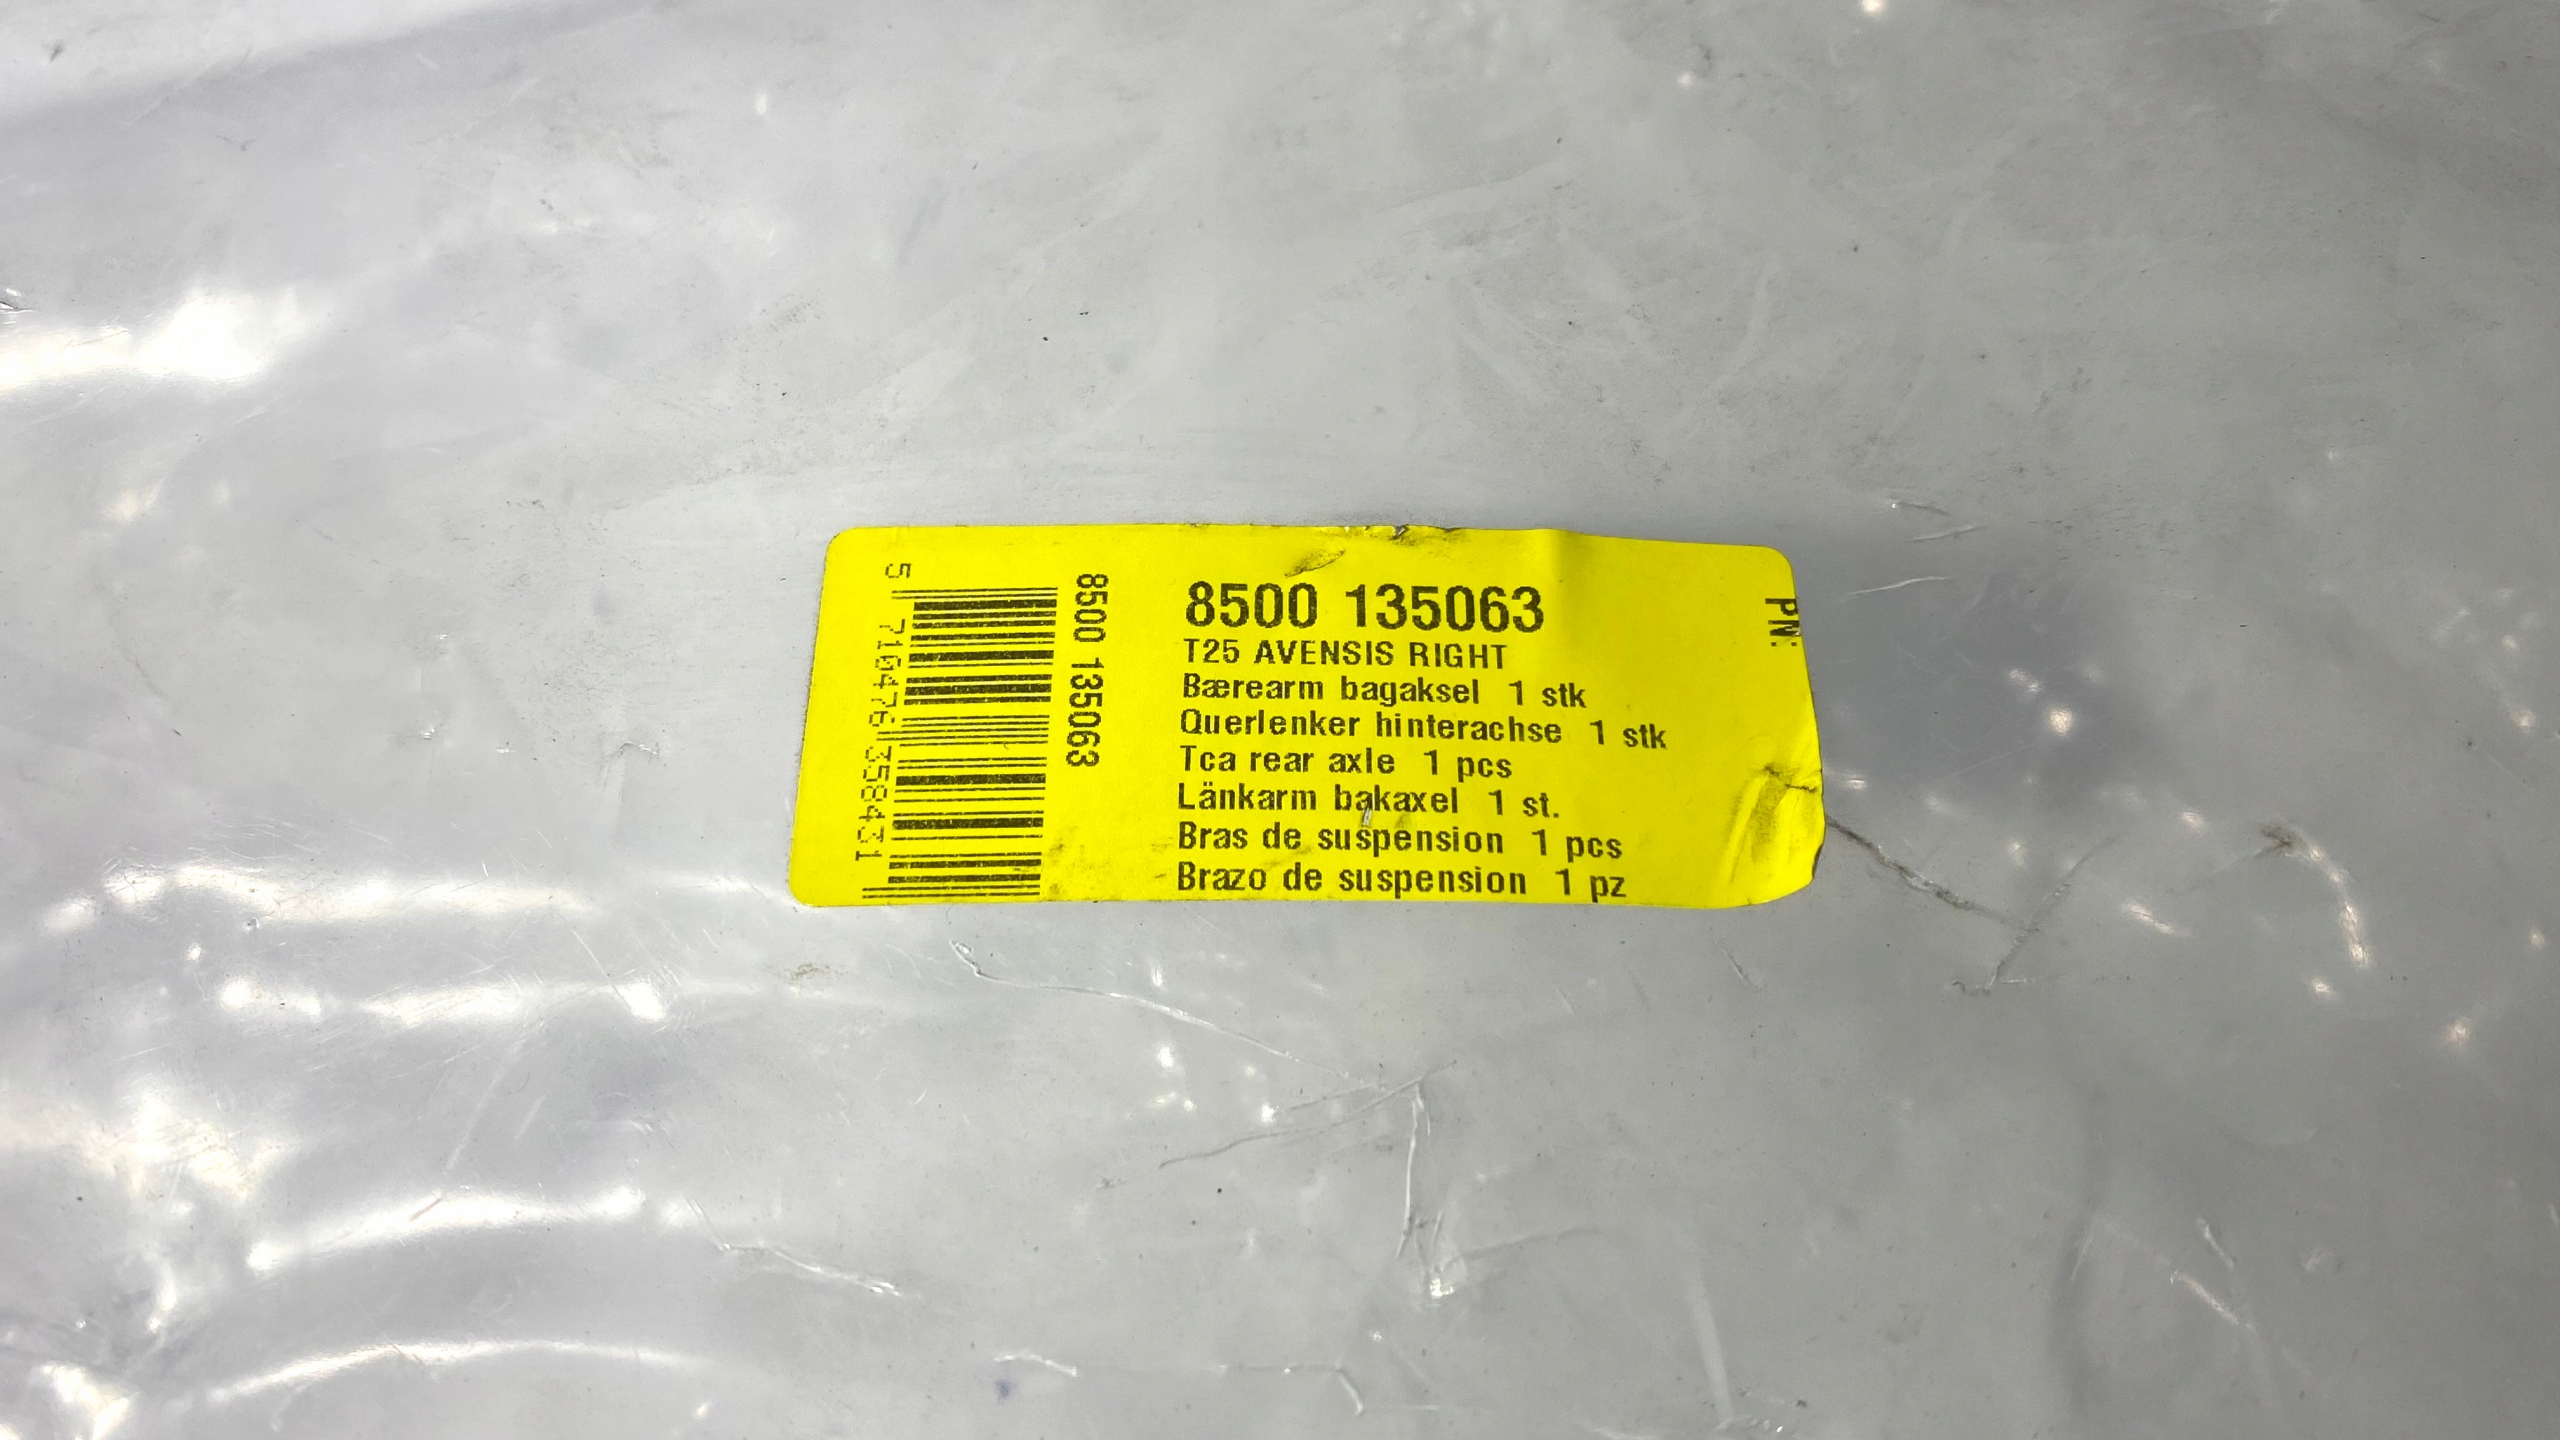 8500 135063
T25 AVENSIS RIGHT
Bærearm bagaksel 1 stk
Querlenker hinterachse 1 stk
Tca rear axle 1 pcs
Länkarm bakaxel 1 st.
Bras de suspension 1 pcs
Brazo de suspension 1 pz
8500 135063
5 710476 358431
PN: